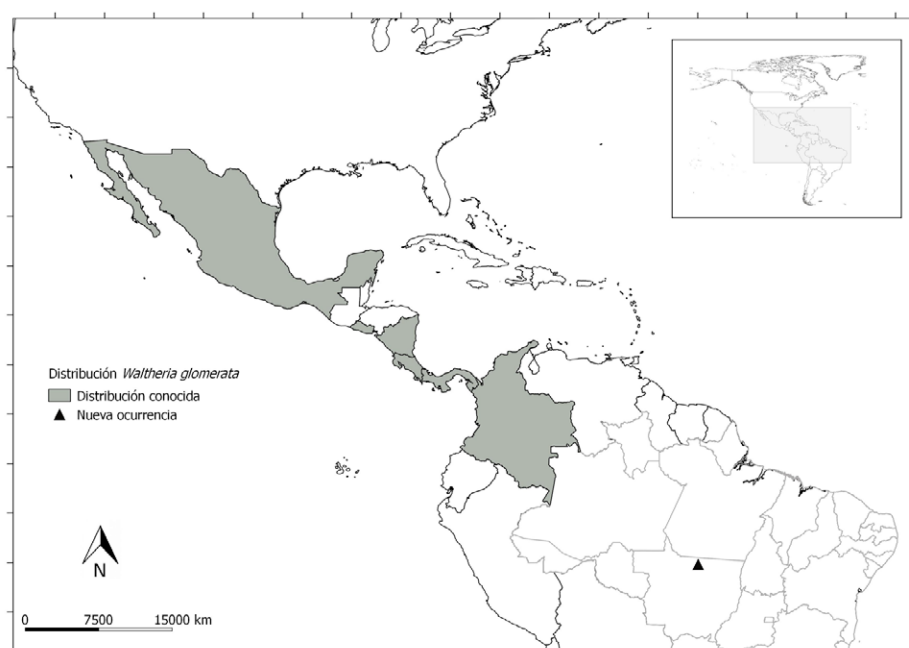 Distribución Waltheria glomerata
Distribución conocida
Nueva ocurrencia
N
0 7500 15000 km